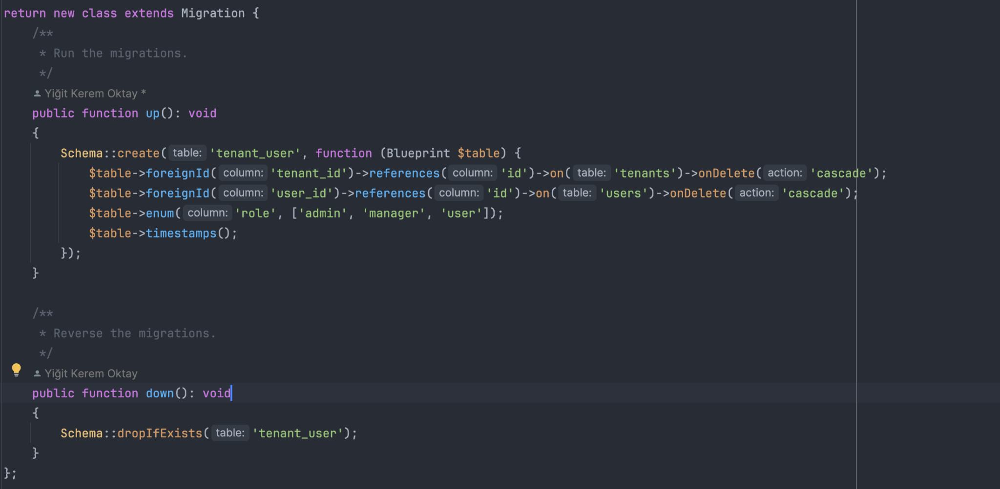 return new class extends Migration {
    /**
     * Run the migrations.
     */
    Yiğit Kerem Oktay *
    public function up(): void
    {
        Schema::create( table: 'tenant_user', function (Blueprint $table) {
            $table->foreignId( column: 'tenant_id')->references( column: 'id')->on( table: 'tenants')->onDelete( action: 'cascade');
            $table->foreignId( column: 'user_id')->references( column: 'id')->on( table: 'users')->onDelete( action: 'cascade');
            $table->enum( column: 'role', ['admin', 'manager', 'user']);
            $table->timestamps();
        });
    }

    /**
     * Reverse the migrations.
     */
    Yiğit Kerem Oktay
    public function down(): void
    {
        Schema::dropIfExists( table: 'tenant_user');
    }
};